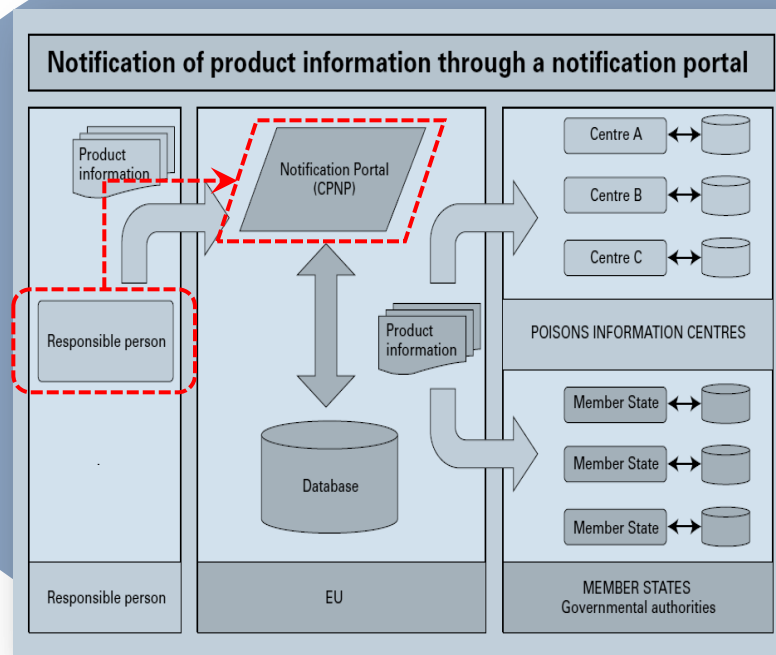 Notification of product information through a notification portal
Product
information
Notification Portal
(CPNP)
Responsible person
Product
information
Database
Centre A
Centre B
Centre C
POISONS INFORMATION CENTRES
Member State
Member State
Member State
Responsible person
EU
MEMBER STATES
Governmental authorities